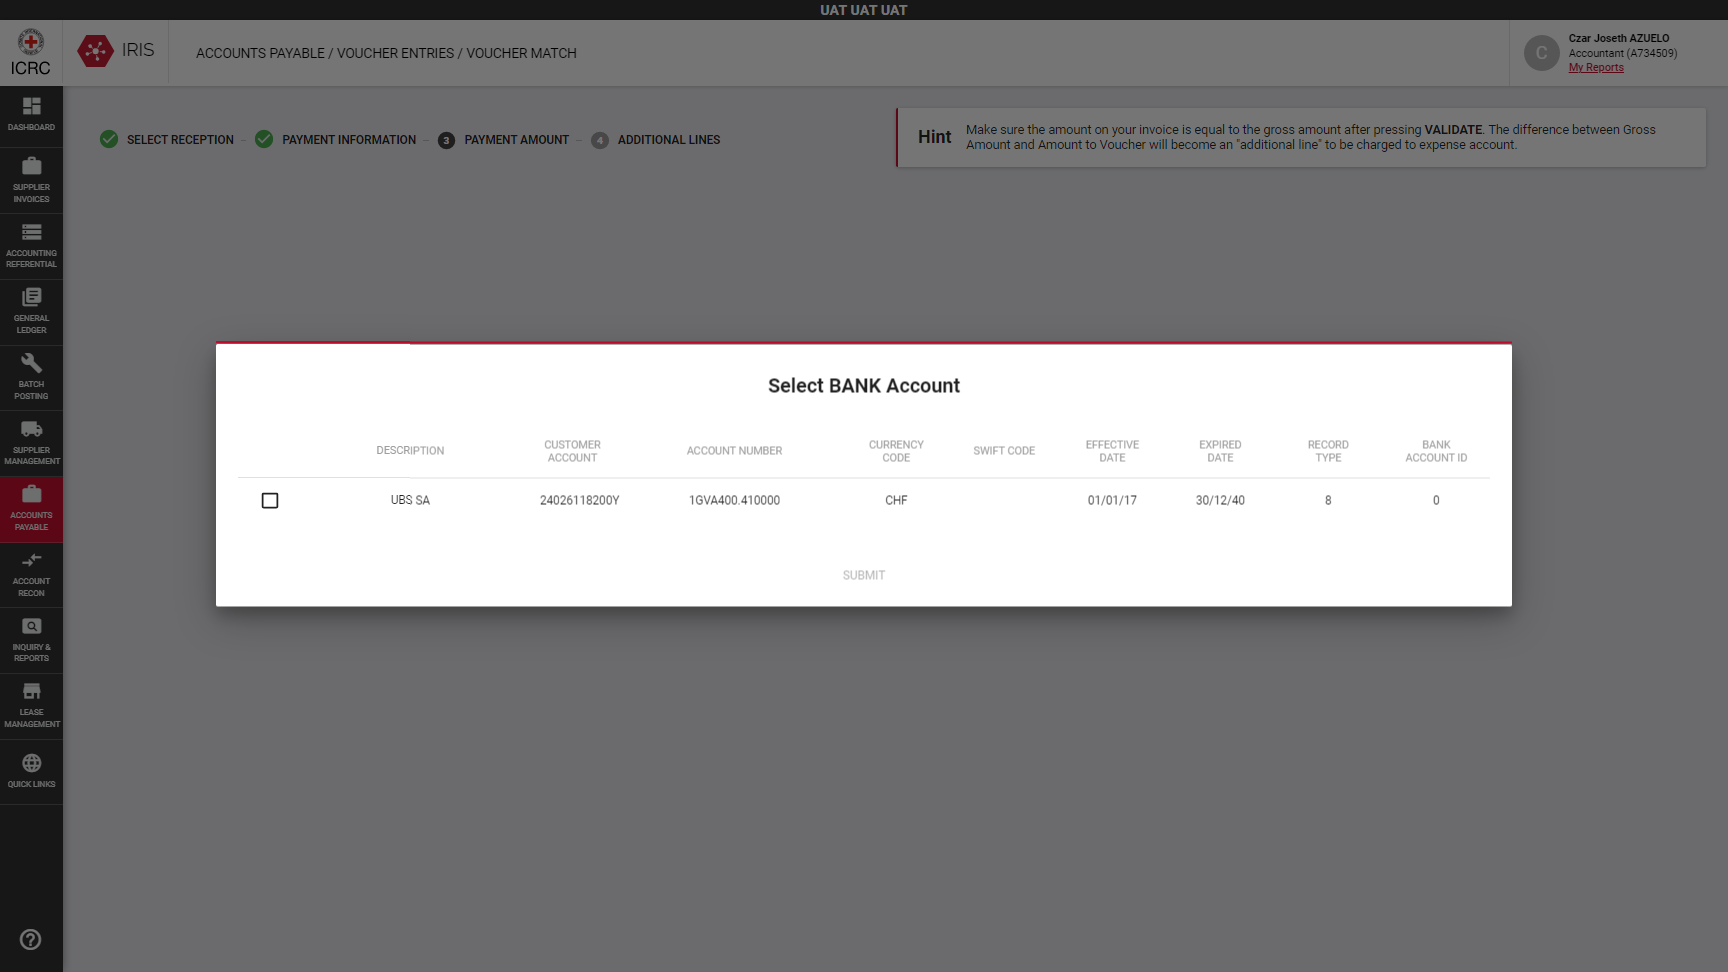 UAT UAT UAT
ICRC
IRIS
ACCOUNTS PAYABLE / VOUCHER ENTRIES / VOUCHER MATCH
C
Czar Joseth AZUELO
Accountant (A734509)
My Reports
DASHBOARD
SUPPLIER
INVOICES
ACCOUNTING
REFERENTIAL
GENERAL
LEDGER
BATCH
POSTING
SUPPLIER
MANAGEMENT
ACCOUNTS
PAYABLE
ACCOUNT
RECON
INQUIRY &
REPORTS
LEASE
MANAGEMENT
QUICK LINKS
SELECT RECEPTION
PAYMENT INFORMATION
3 PAYMENT AMOUNT
4 ADDITIONAL LINES
Hint
Make sure the amount on your invoice is equal to the gross amount after pressing VALIDATE. The difference between Gross
Amount and Amount to Voucher will become an "additional line" to be charged to expense account.
Select BANK Account
DESCRIPTION
CUSTOMER
ACCOUNT
ACCOUNT NUMBER
CURRENCY
CODE
SWIFT CODE
EFFECTIVE
DATE
EXPIRED
DATE
RECORD
TYPE
BANK
ACCOUNT ID
UBS SA 24026118200Y 1GVA400.410000 CHF 01/01/17 30/12/40 8 0
SUBMIT